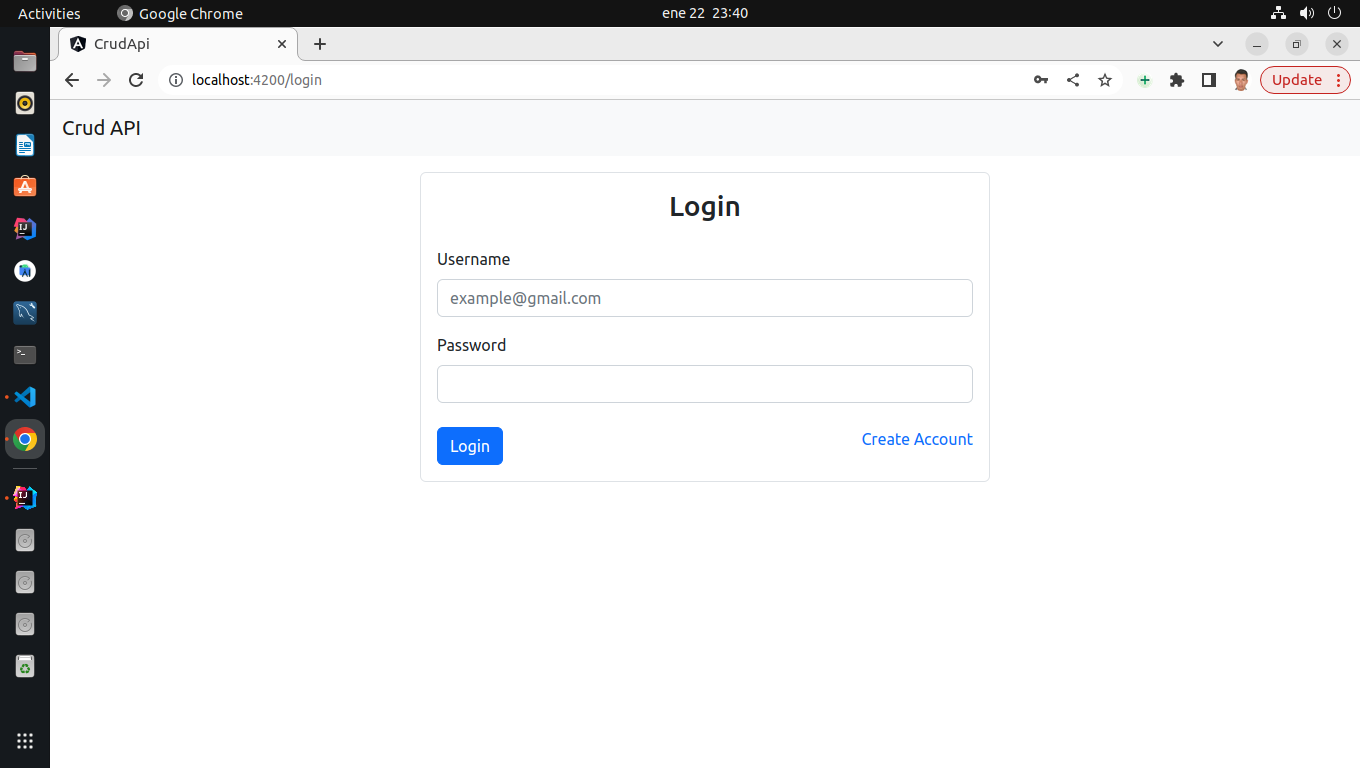 Activities Google Chrome ene 22 23:40
CrudApi
localhost:4200/login Update
Crud API
Login
Username
example@gmail.com
Password
Login Create Account